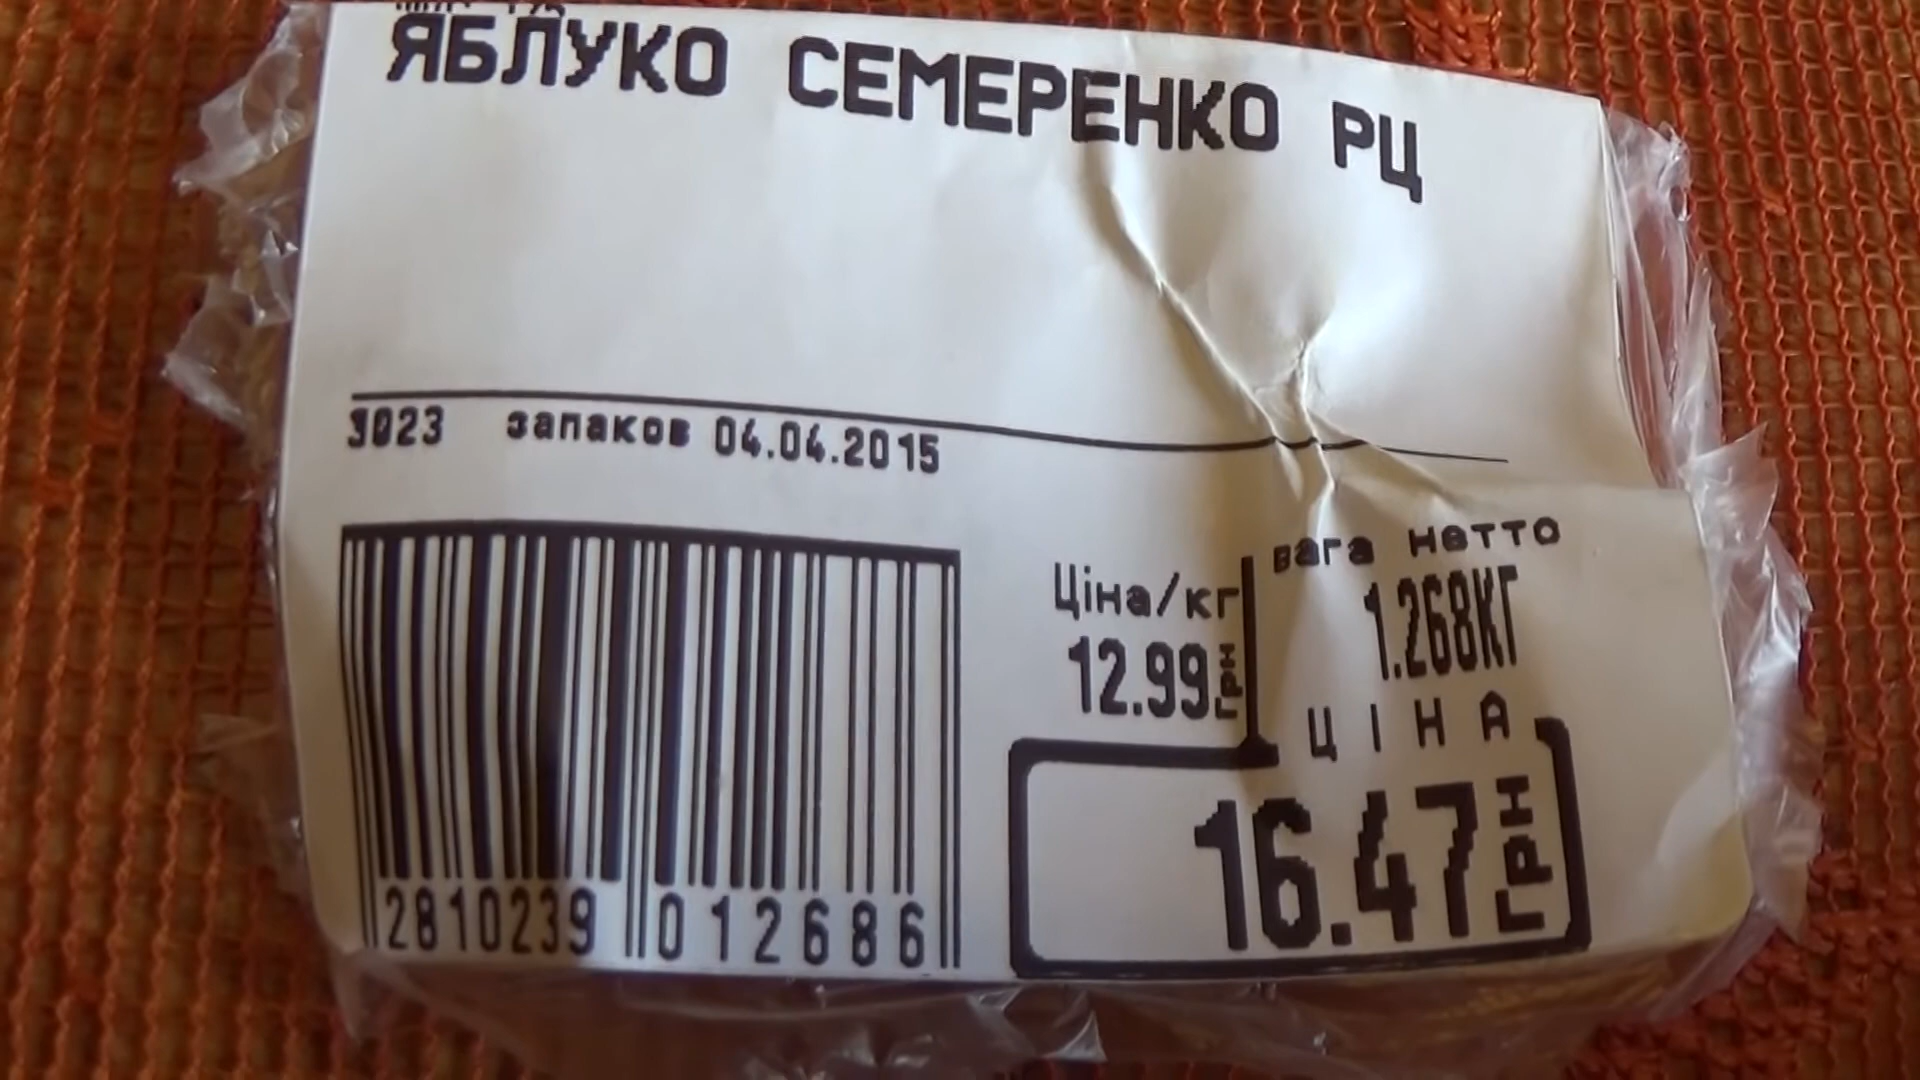 ЯБЛУКО СЕМЕРЕНКО РЦ
3023 запаков 04.04.2015
Ціна/кг
12.99 ГРН
вага нетто
1.268КГ
ЦІНА
16.47 ГРН
2810239 012686